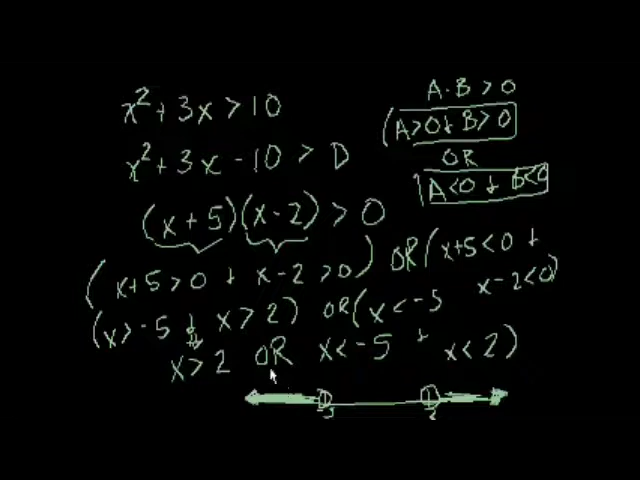 x² + 3x > 10
x² + 3x - 10 > 0
(x + 5)(x - 2) > 0
(x + 5 > 0 + x - 2 > 0) OR (x+5 < 0 + x - 2 < 0)
(x > -5 + x > 2) OR (x < -5 + x < 2)
x > 2 OR x < -5
-5 2
A·B > 0
(A > 0 + B > 0)
OR
(A < 0 + B < 0)